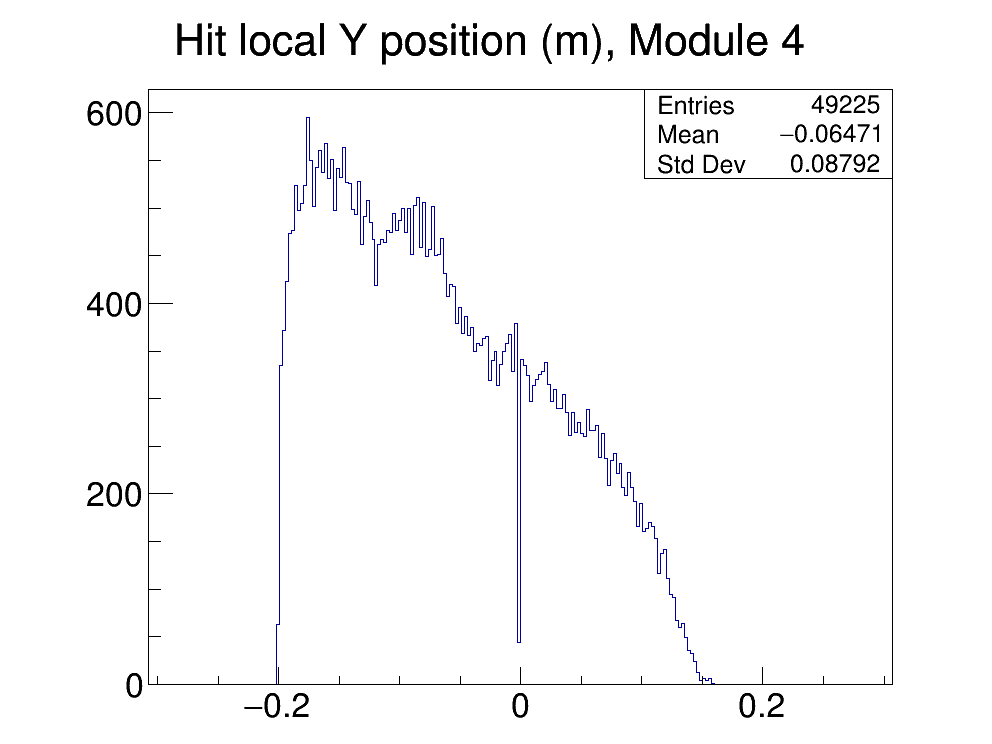 Hit local Y position (m), Module 4
Entries 49225
Mean −0.06471
Std Dev 0.08792
600
400
200
0
−0.2 0 0.2